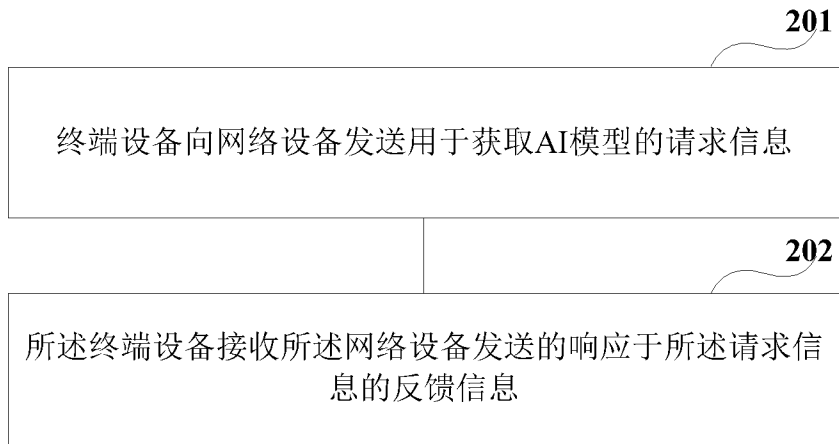 201
终端设备向网络设备发送用于获取AI模型的请求信息
202
所述终端设备接收所述网络设备发送的响应于所述请求信
息的反馈信息